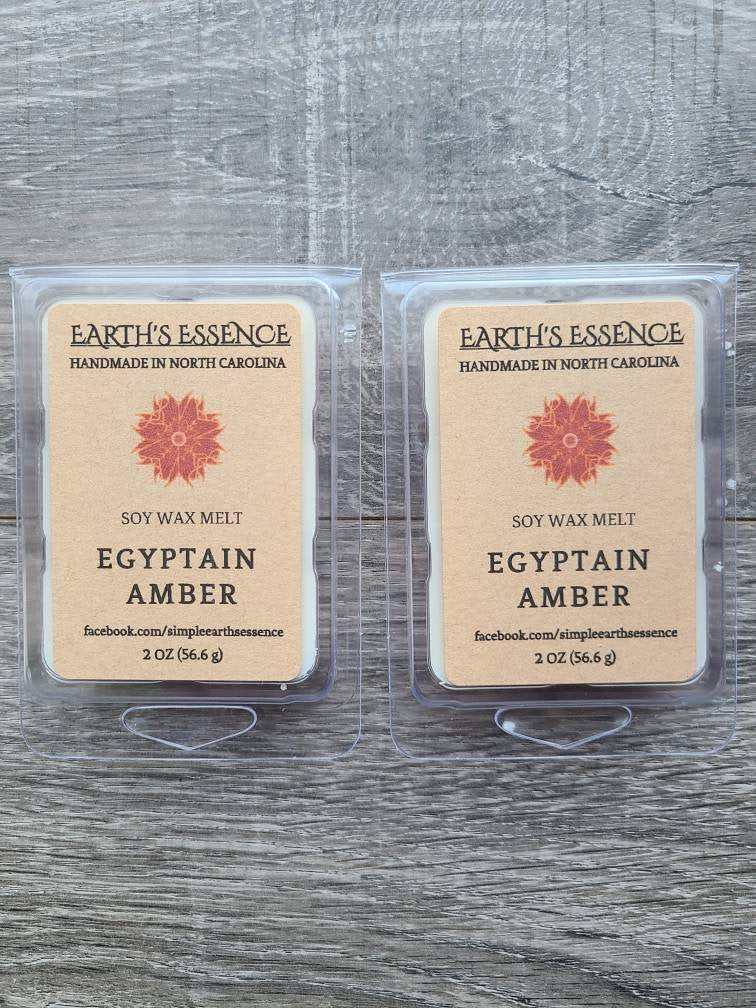 EARTH'S ESSENCE
HANDMADE IN NORTH CAROLINA
SOY WAX MELT
EGYPTAIN
AMBER
facebook.com/simpleearthsessence
2 OZ (56.6 g)
EARTH'S ESSENCE
HANDMADE IN NORTH CAROLINA
SOY WAX MELT
EGYPTAIN
AMBER
facebook.com/simpleearthsessence
2 OZ (56.6 g)